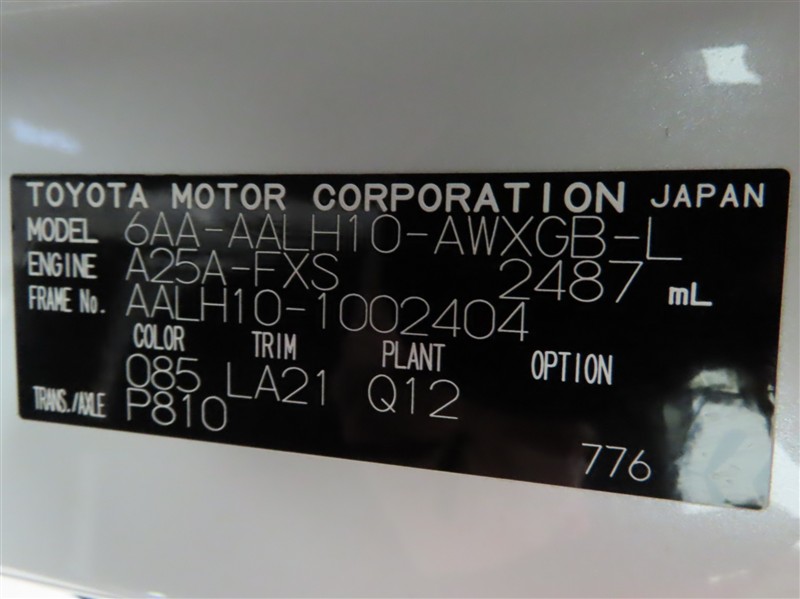 TOYOTA MOTOR CORPORATION JAPAN
MODEL 6AA-AALH10-AWXGB-L
ENGINE A25A-FXS 2487 mL
FRAME No. AALH10-1002404
COLOR TRIM PLANT OPTION
085 LA21 Q12
TRANS./AXLE P810
776